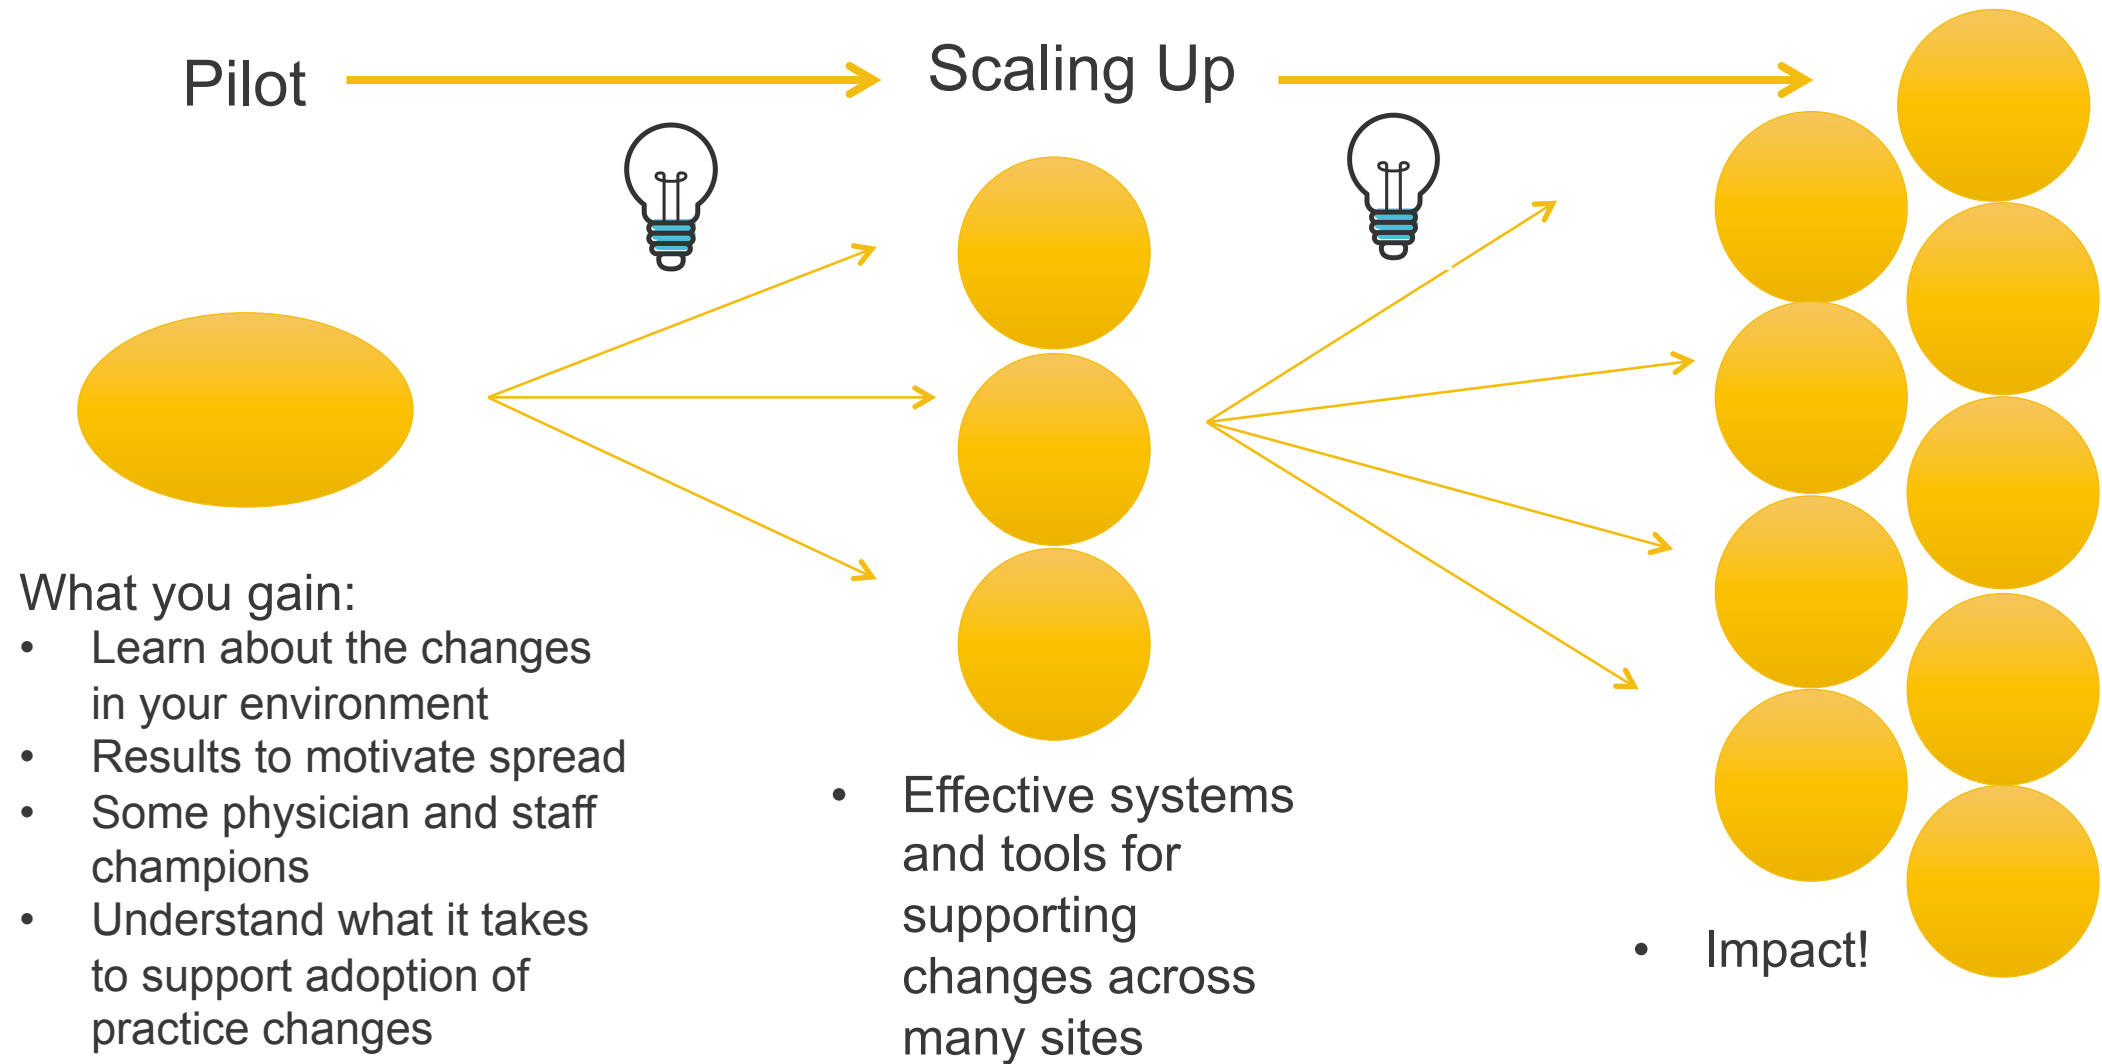 Pilot
Scaling Up
What you gain:
• Learn about the changes
in your environment
• Results to motivate spread
• Some physician and staff
champions
• Understand what it takes
to support adoption of
practice changes
• Effective systems
and tools for
supporting
changes across
many sites
• Impact!